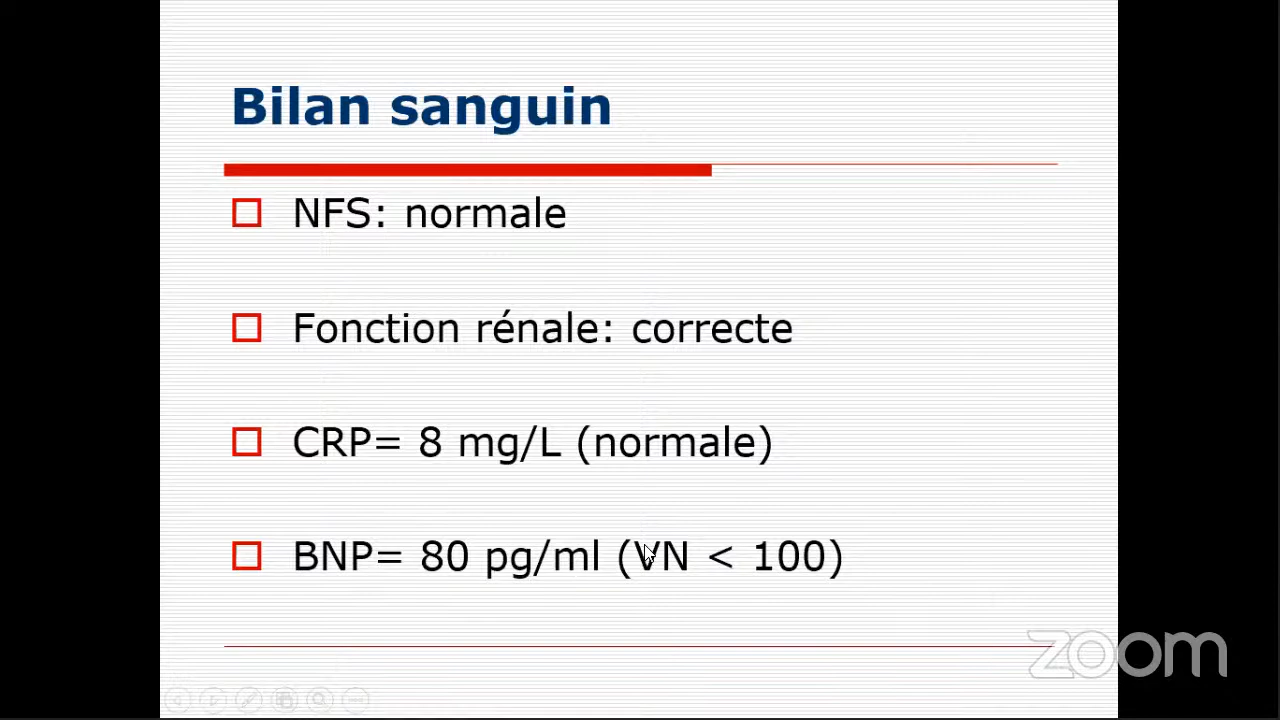 Bilan sanguin
NFS: normale
Fonction rénale: correcte
CRP= 8 mg/L (normale)
BNP= 80 pg/ml (VN < 100)
zoom